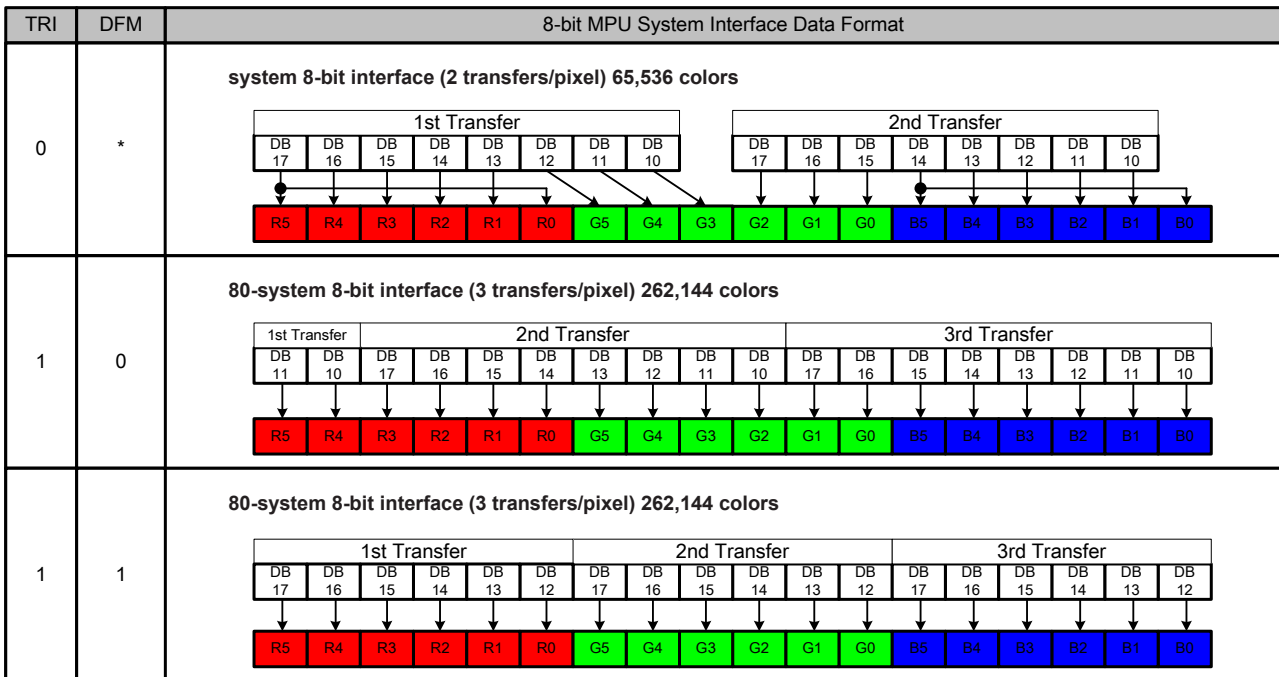 TRI DFM 8-bit MPU System Interface Data Format
system 8-bit interface (2 transfers/pixel) 65,536 colors
1st Transfer 2nd Transfer
0 *
DB DB DB DB DB DB DB DB DB DB DB DB DB DB DB DB
17 16 15 14 13 12 11 10 17 16 15 14 13 12 11 10
R5 R4 R3 R2 R1 R0 G5 G4 G3 G2 G1 G0 B5 B4 B3 B2 B1 B0
80-system 8-bit interface (3 transfers/pixel) 262,144 colors
1st Transfer 2nd Transfer 3rd Transfer
1 0
DB DB DB DB DB DB DB DB DB DB DB DB DB DB DB DB DB DB
11 10 17 16 15 14 13 12 11 10 17 16 15 14 13 12 11 10
R5 R4 R3 R2 R1 R0 G5 G4 G3 G2 G1 G0 B5 B4 B3 B2 B1 B0
80-system 8-bit interface (3 transfers/pixel) 262,144 colors
1st Transfer 2nd Transfer 3rd Transfer
1 1
DB DB DB DB DB DB DB DB DB DB DB DB DB DB DB DB DB DB
17 16 15 14 13 12 17 16 15 14 13 12 17 16 15 14 13 12
R5 R4 R3 R2 R1 R0 G5 G4 G3 G2 G1 G0 B5 B4 B3 B2 B1 B0